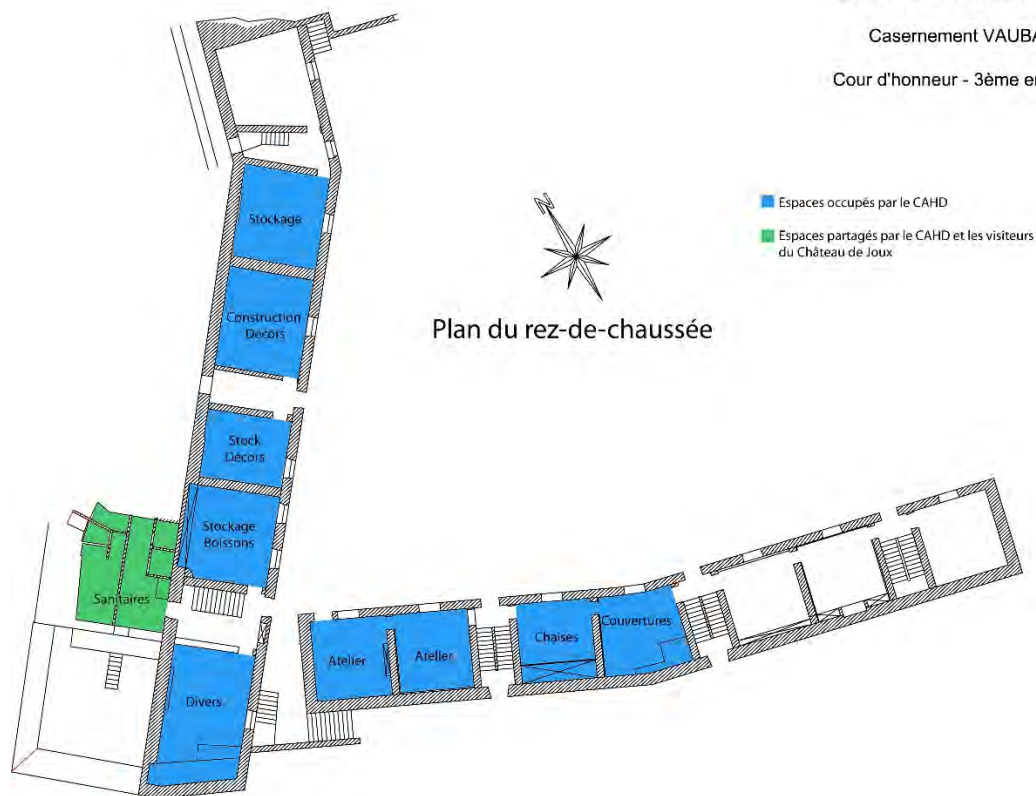 Casernement VAUBA
Cour d'honneur - 3ème en
N
Espaces occupés par le CAHD
Espaces partagés par le CAHD et les visiteurs
du Château de Joux
Plan du rez-de-chaussée
Stockage
Construction
Décors
Stock
Décors
Stockage
Boissons
Sanitaires
Divers
Atelier
Atelier
Chaises
Couvertures